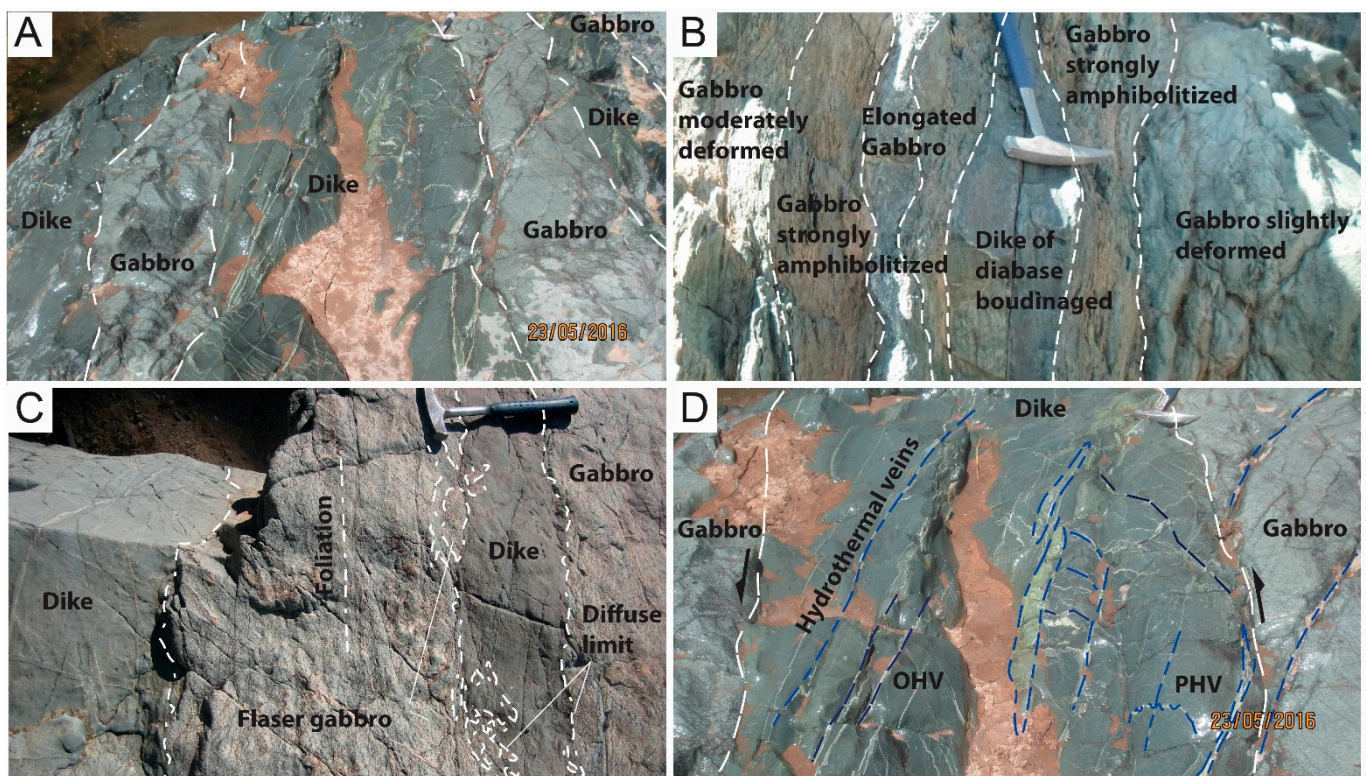 A
Gabbro
Dike
Dike
Dike
Gabbro
Gabbro
23/05/2016
B
Gabbro
moderately
deformed
Elongated
Gabbro
Gabbro
strongly
amphibolitized
Gabbro
strongly
amphibolitized
Dike of
diabase
boudinaged
Gabbro slightly
deformed
C
Gabbro
Foliation
Dike
Dike
Diffuse
limit
Flaser gabbro
D
Dike
Hydrothermal veins
Gabbro
Gabbro
OHV
PHV
23/05/2016